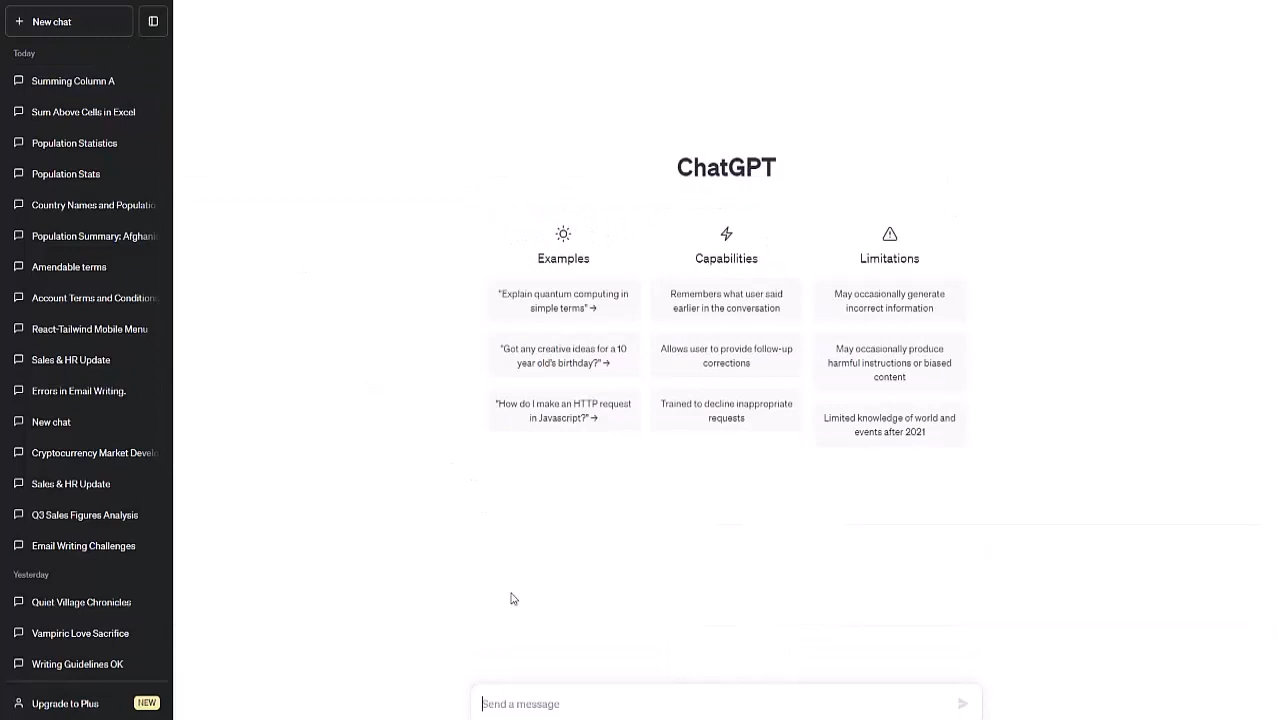 New chat
Today
Summing Column A
Sum Above Cells in Excel
Population Statistics
Population Stats
Country Names and Populatio
Population Summary: Afghani
Amendable terms
Account Terms and Condition
React-Tailwind Mobile Menu
Sales & HR Update
Errors in Email Writing.
New chat
Cryptocurrency Market Develo
Sales & HR Update
Q3 Sales Figures Analysis
Email Writing Challenges
Yesterday
Quiet Village Chronicles
Vampiric Love Sacrifice
Writing Guidelines OK
Upgrade to Plus
NEW
ChatGPT
Examples
"Explain quantum computing in
simple terms" →
"Got any creative ideas for a 10
year old's birthday?" →
"How do I make an HTTP request
in Javascript?" →
Capabilities
Remembers what user said
earlier in the conversation
Allows user to provide follow-up
corrections
Trained to decline inappropriate
requests
Limitations
May occasionally generate
incorrect information
May occasionally produce
harmful instructions or biased
content
Limited knowledge of world and
events after 2021
Send a message